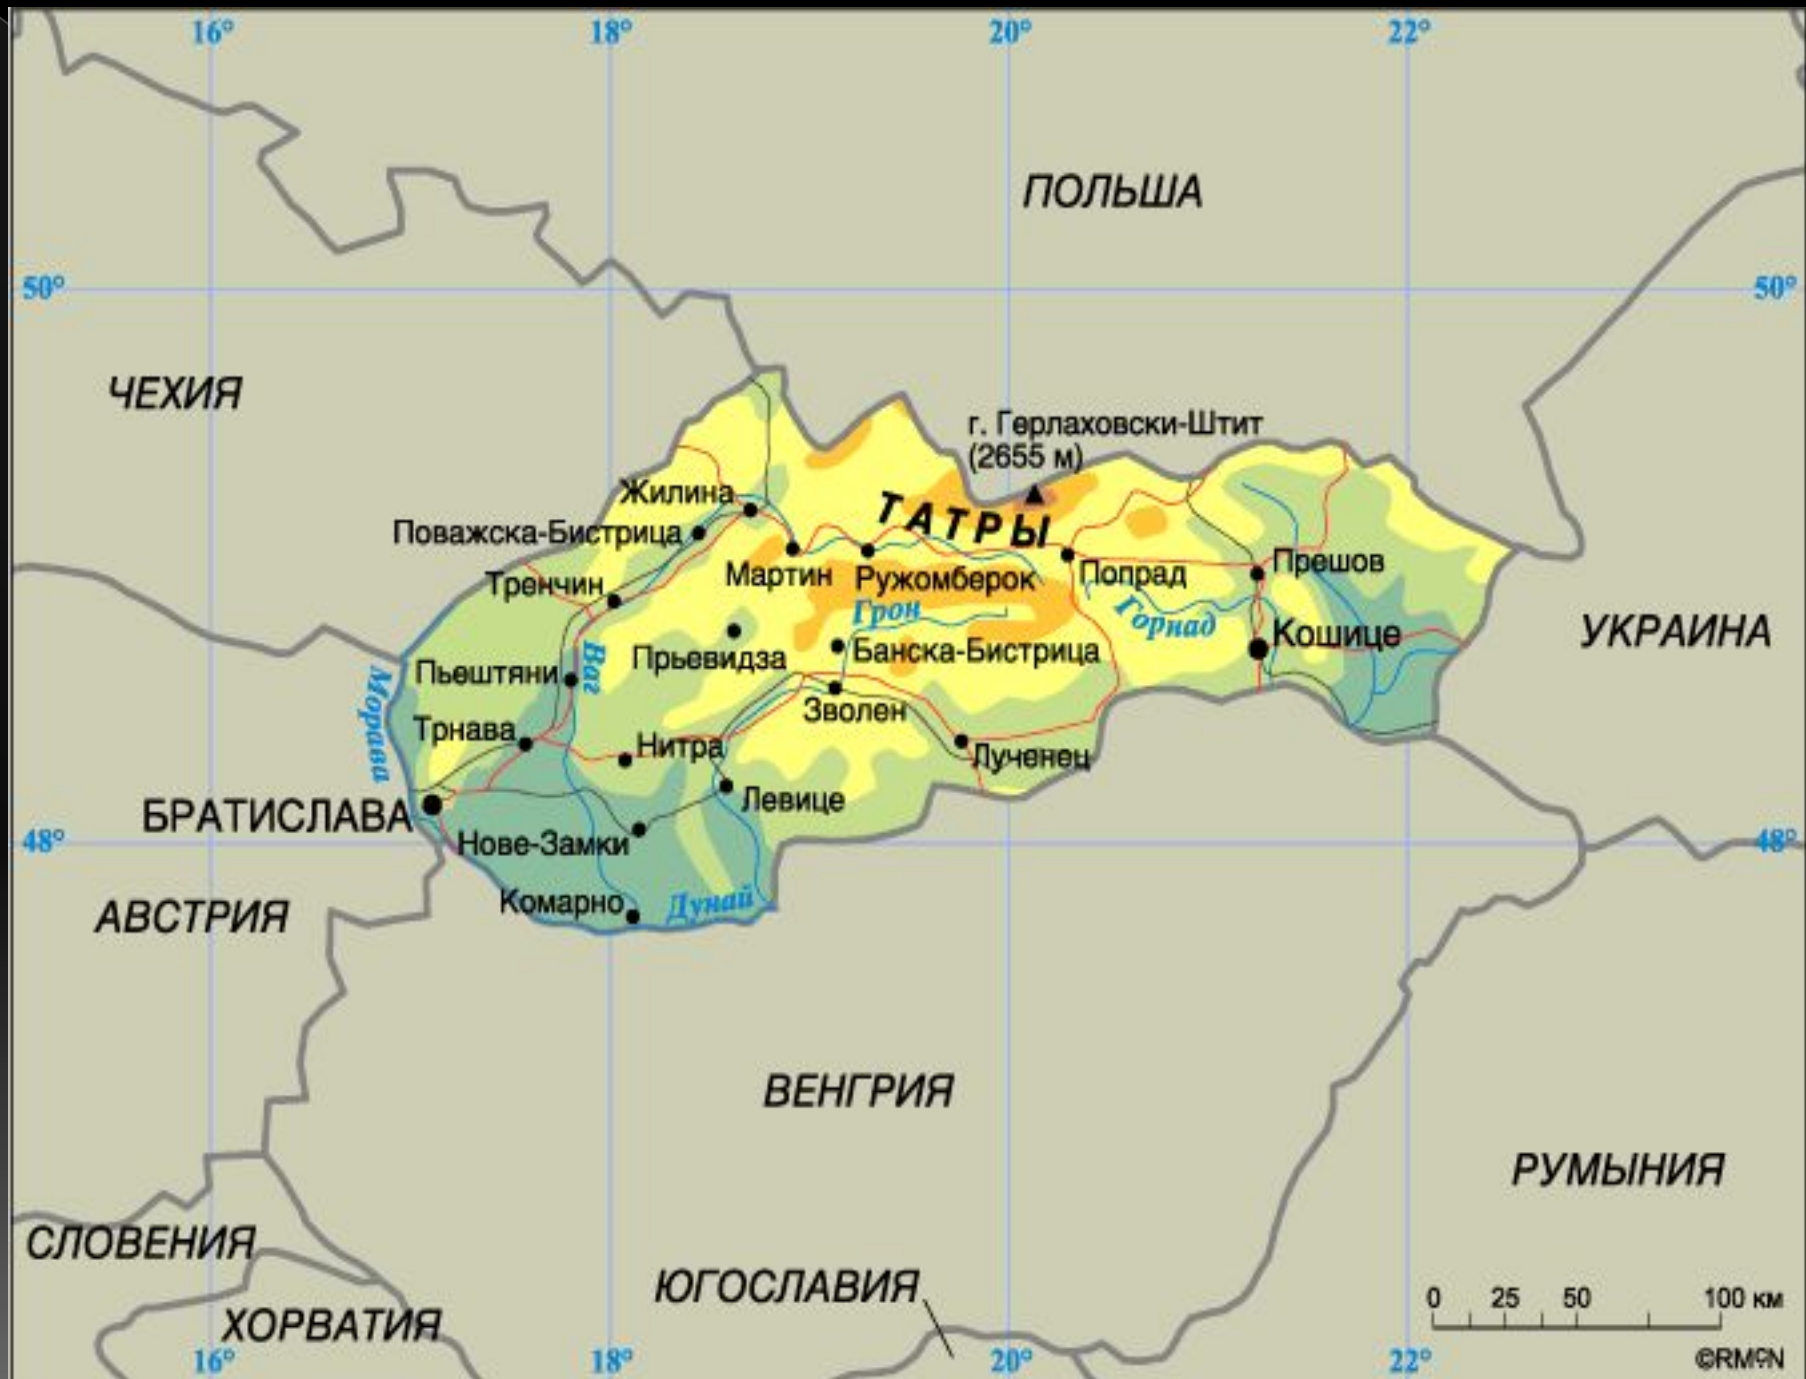 16° 18° 20° 22°
ПОЛЬША
50° 50°
ЧЕХИЯ
г. Герлаховски-Штит
(2655 м)
Жилина
ТАТРЫ
Поважска-Бистрица
Мартин
Ружомберок
Попрад
Прешов
Тренчин
Грон
Горнад
Кошице
УКРАИНА
Ваг
Прьевидза
Банска-Бистрица
Пьештяни
Морава
Зволен
Трнава
Нитра
Лученец
БРАТИСЛАВА
Левице
48° 48°
Нове-Замки
Комарно
Дунай
АВСТРИЯ
ВЕНГРИЯ
РУМЫНИЯ
СЛОВЕНИЯ
ЮГОСЛАВИЯ
ХОРВАТИЯ
0 25 50 100 км
16° 18° 20° 22°
©RMCN